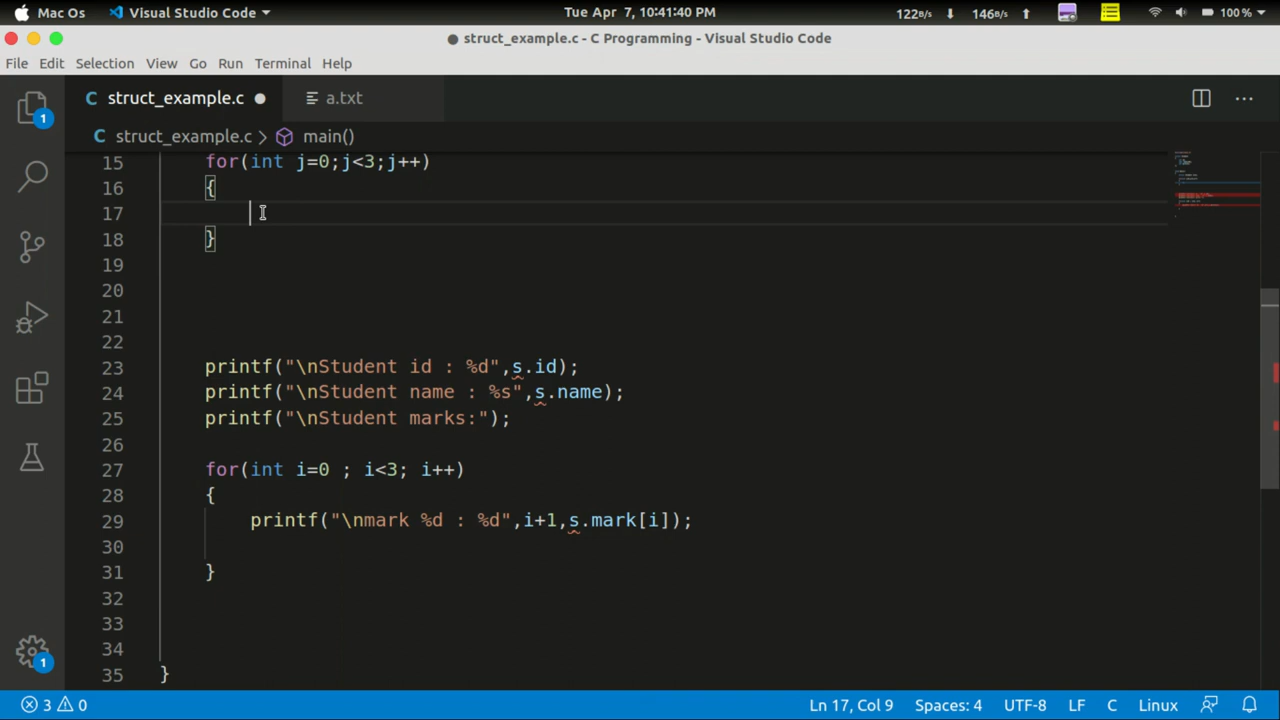 Mac Os Visual Studio Code Tue Apr 7, 10:41:40 PM 122B/s 146B/s 100%
struct_example.c - C Programming - Visual Studio Code
File Edit Selection View Go Run Terminal Help
1 C struct_example.c a.txt
C struct_example.c > main()
15 for(int j=0;j<3;j++)
16 {
17
18 }
19
20
21
22
23 printf("\nStudent id : %d",s.id);
24 printf("\nStudent name : %s",s.name);
25 printf("\nStudent marks:");
26
27 for(int i=0 ; i<3; i++)
28 {
29 printf("\nmark %d : %d",i+1,s.mark[i]);
30
31 }
32
33
34
35 }
1
3 0 Ln 17, Col 9 Spaces: 4 UTF-8 LF C Linux